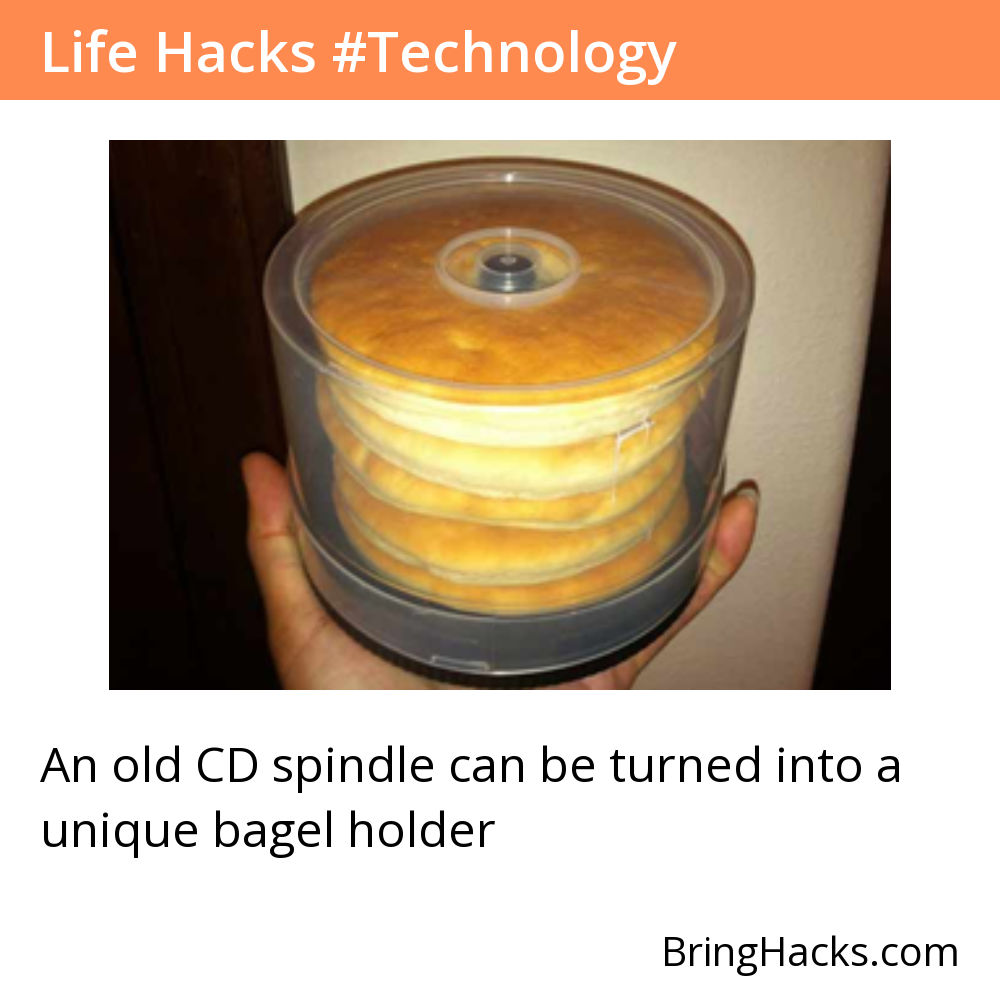 Life Hacks #Technology
An old CD spindle can be turned into a
unique bagel holder
BringHacks.com